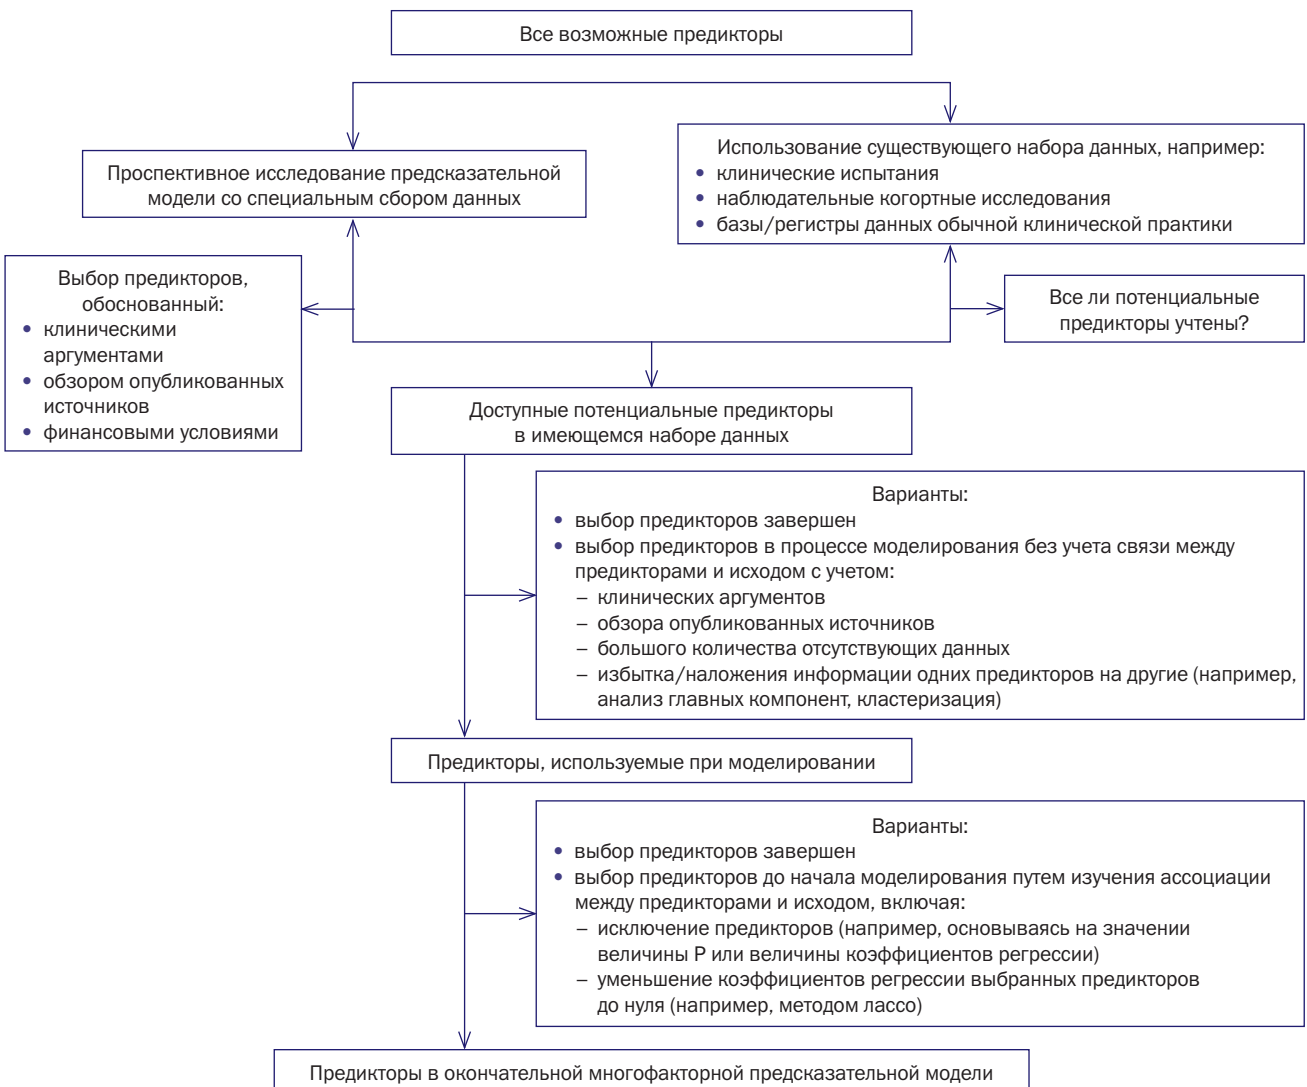 Все возможные предикторы
Проспективное исследование предсказательной
модели со специальным сбором данных
Использование существующего набора данных, например:
• клинические испытания
• наблюдательные когортные исследования
• базы/регистры данных обычной клинической практики
Выбор предикторов,
обоснованный:
• клиническими
аргументами
• обзором опубликованных
источников
• финансовыми условиями
Все ли потенциальные
предикторы учтены?
Доступные потенциальные предикторы
в имеющемся наборе данных
Варианты:
• выбор предикторов завершен
• выбор предикторов в процессе моделирования без учета связи между
предикторами и исходом с учетом:
– клинических аргументов
– обзора опубликованных источников
– большого количества отсутствующих данных
– избытка/наложения информации одних предикторов на другие (например,
анализ главных компонент, кластеризация)
Предикторы, используемые при моделировании
Варианты:
• выбор предикторов завершен
• выбор предикторов до начала моделирования путем изучения ассоциации
между предикторами и исходом, включая:
– исключение предикторов (например, основываясь на значении
величины P или величины коэффициентов регрессии)
– уменьшение коэффициентов регрессии выбранных предикторов
до нуля (например, методом лассо)
Предикторы в окончательной многофакторной предсказательной модели